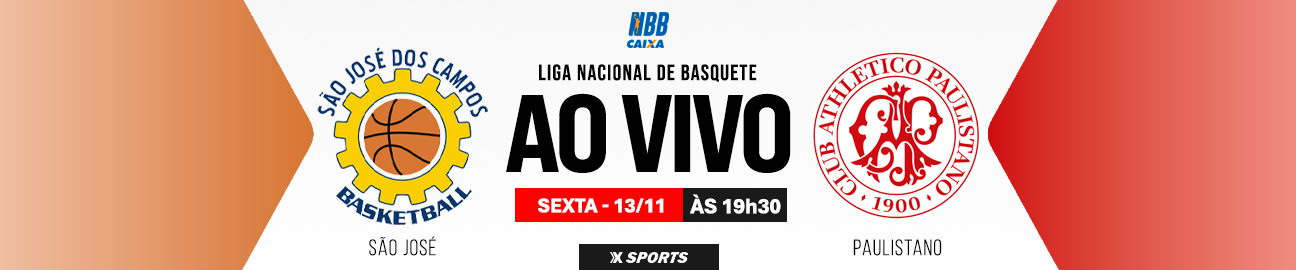 NBB
CAIXA
LIGA NACIONAL DE BASQUETE
AO VIVO
SEXTA - 13/11 ÀS 19h30
X SPORTS
SÃO JOSÉ DOS CAMPOS
BASKETBALL
SÃO JOSÉ
CLUB ATHLETICO PAULISTANO
· 1900 ·
PAULISTANO